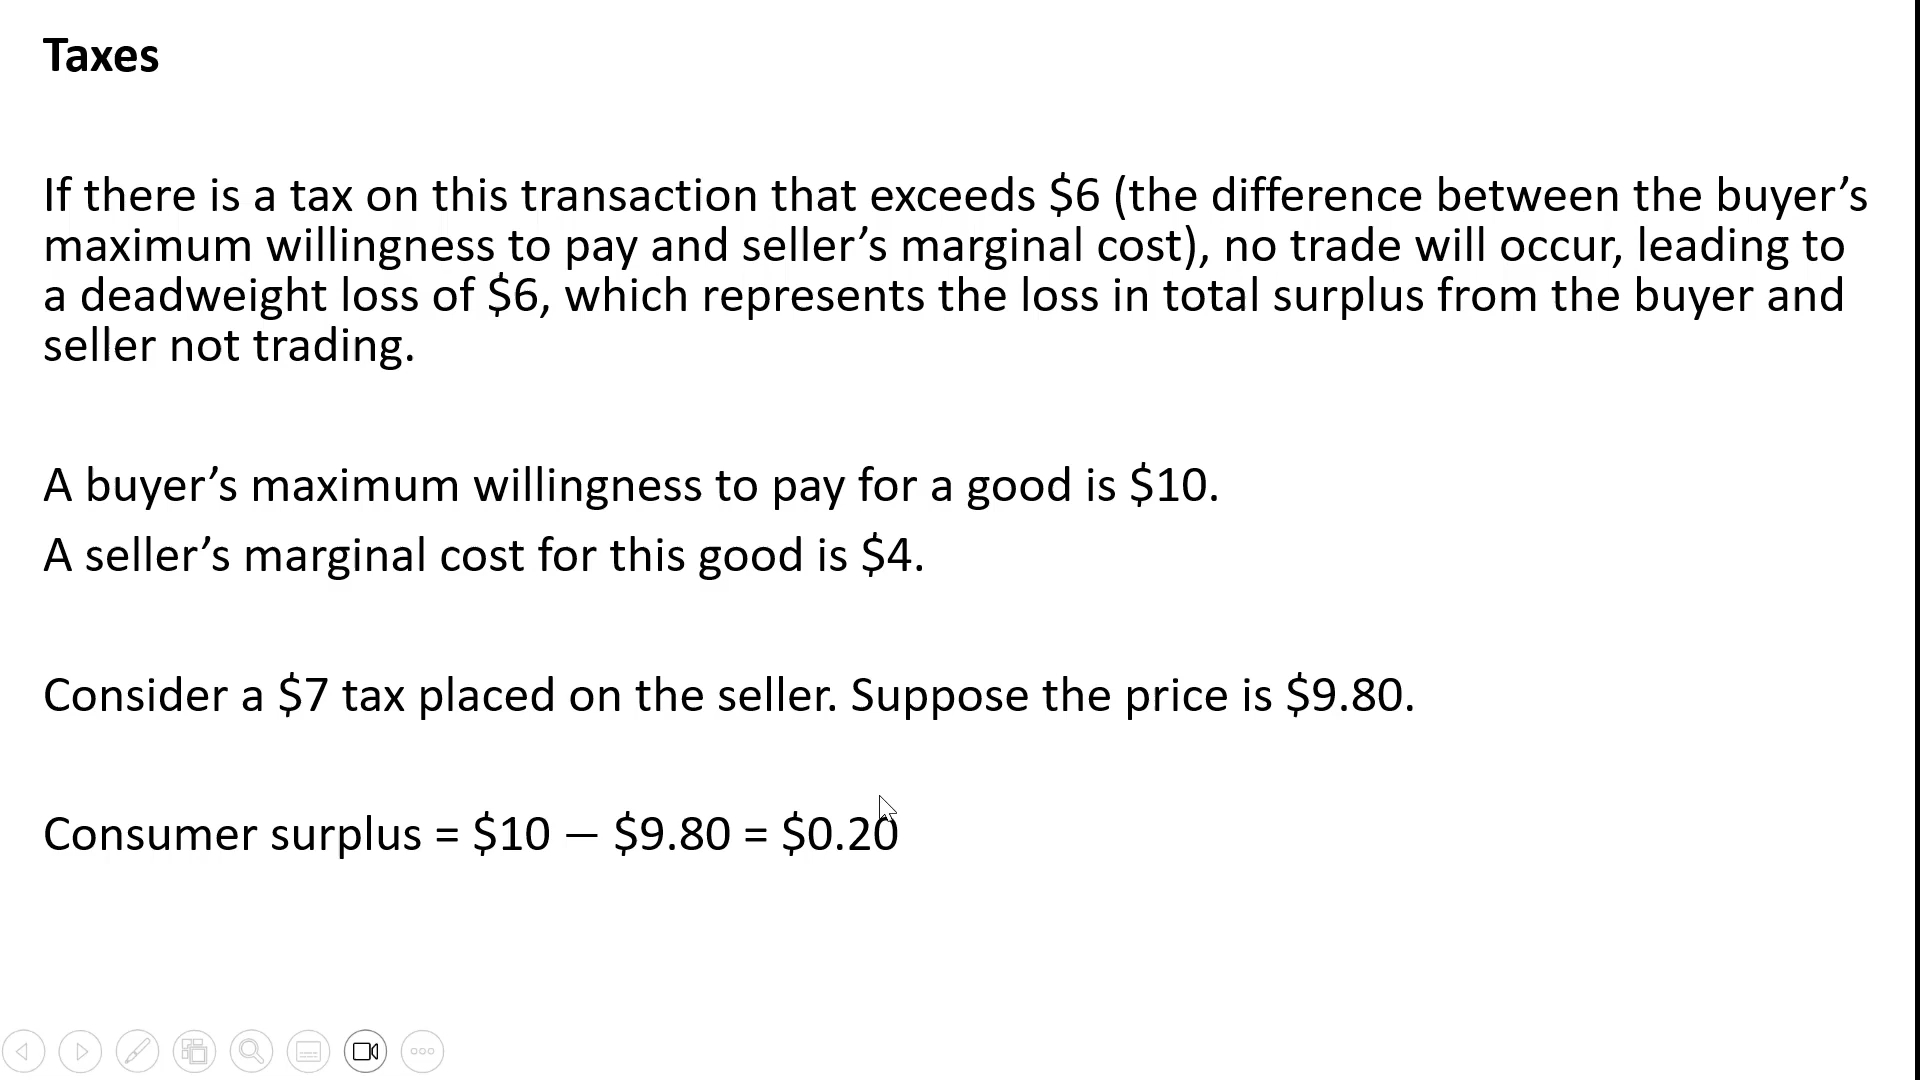 Taxes
If there is a tax on this transaction that exceeds $6 (the difference between the buyer’s
maximum willingness to pay and seller’s marginal cost), no trade will occur, leading to
a deadweight loss of $6, which represents the loss in total surplus from the buyer and
seller not trading.
A buyer’s maximum willingness to pay for a good is $10.
A seller’s marginal cost for this good is $4.
Consider a $7 tax placed on the seller. Suppose the price is $9.80.
Consumer surplus = $10 — $9.80 = $0.20